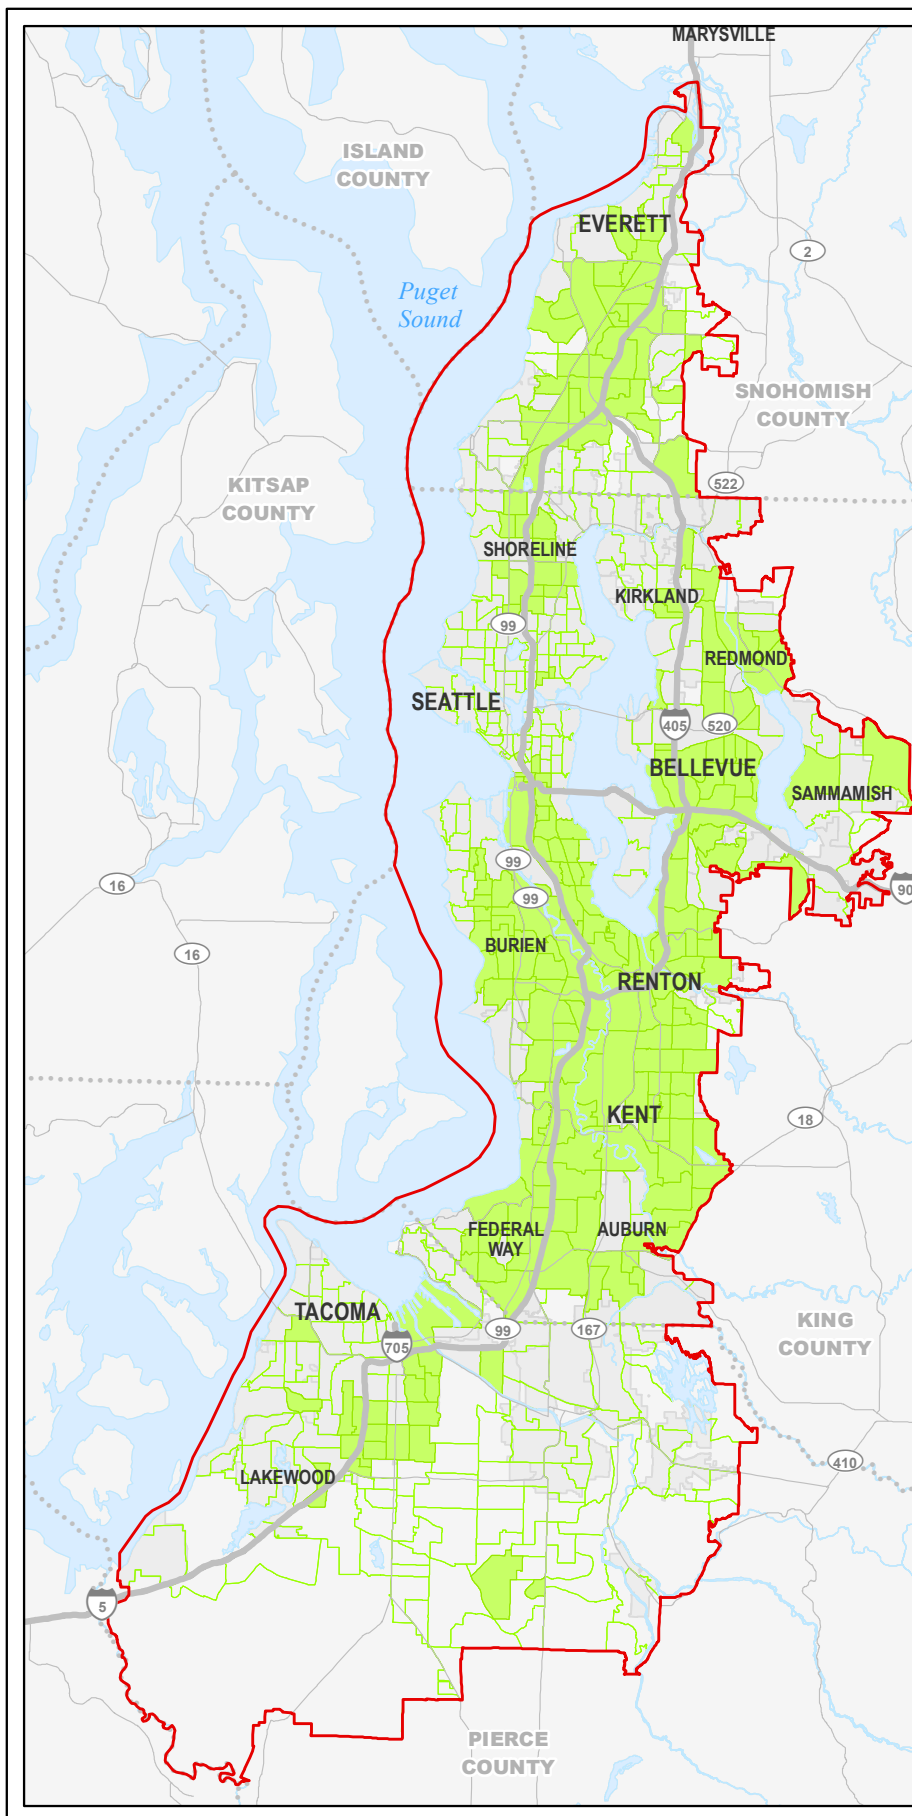 MARYSVILLE
ISLAND
COUNTY
EVERETT
2
Puget
Sound
SNOHOMISH
COUNTY
KITSAP
COUNTY
522
SHORELINE
KIRKLAND
99
REDMOND
SEATTLE
405
520
BELLEVUE
SAMMAMISH
99
16
90
99
BURIEN
16
RENTON
KENT
18
FEDERAL
WAY
AUBURN
TACOMA
KING
COUNTY
99
167
705
410
LAKEWOOD
5
PIERCE
COUNTY